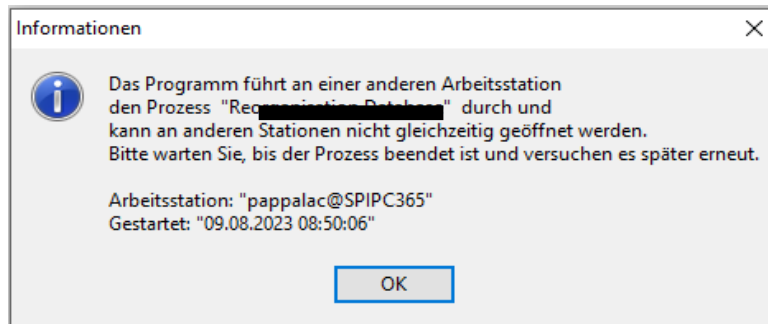 Informationen
Das Programm führt an einer anderen Arbeitsstation
den Prozess " " durch und
kann an anderen Stationen nicht gleichzeitig geöffnet werden.
Bitte warten Sie, bis der Prozess beendet ist und versuchen es später erneut.
Arbeitsstation: "pappalac@SPIPC365"
Gestartet: "09.08.2023 08:50:06"
OK